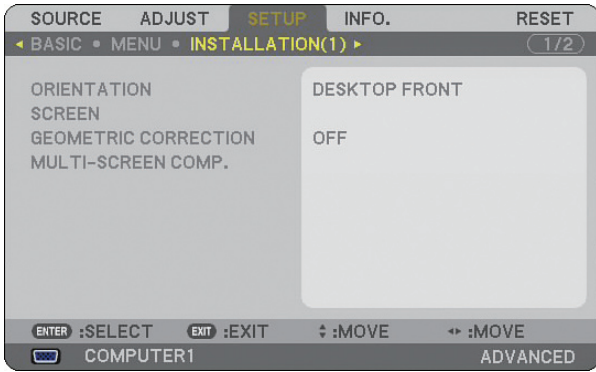 SOURCE ADJUST SETUP INFO. RESET
◂ BASIC • MENU • INSTALLATION(1) ▸ 1/2
ORIENTATION DESKTOP FRONT
SCREEN
GEOMETRIC CORRECTION OFF
MULTI-SCREEN COMP.
ENTER :SELECT EXIT :EXIT :MOVE :MOVE
COMPUTER1 ADVANCED